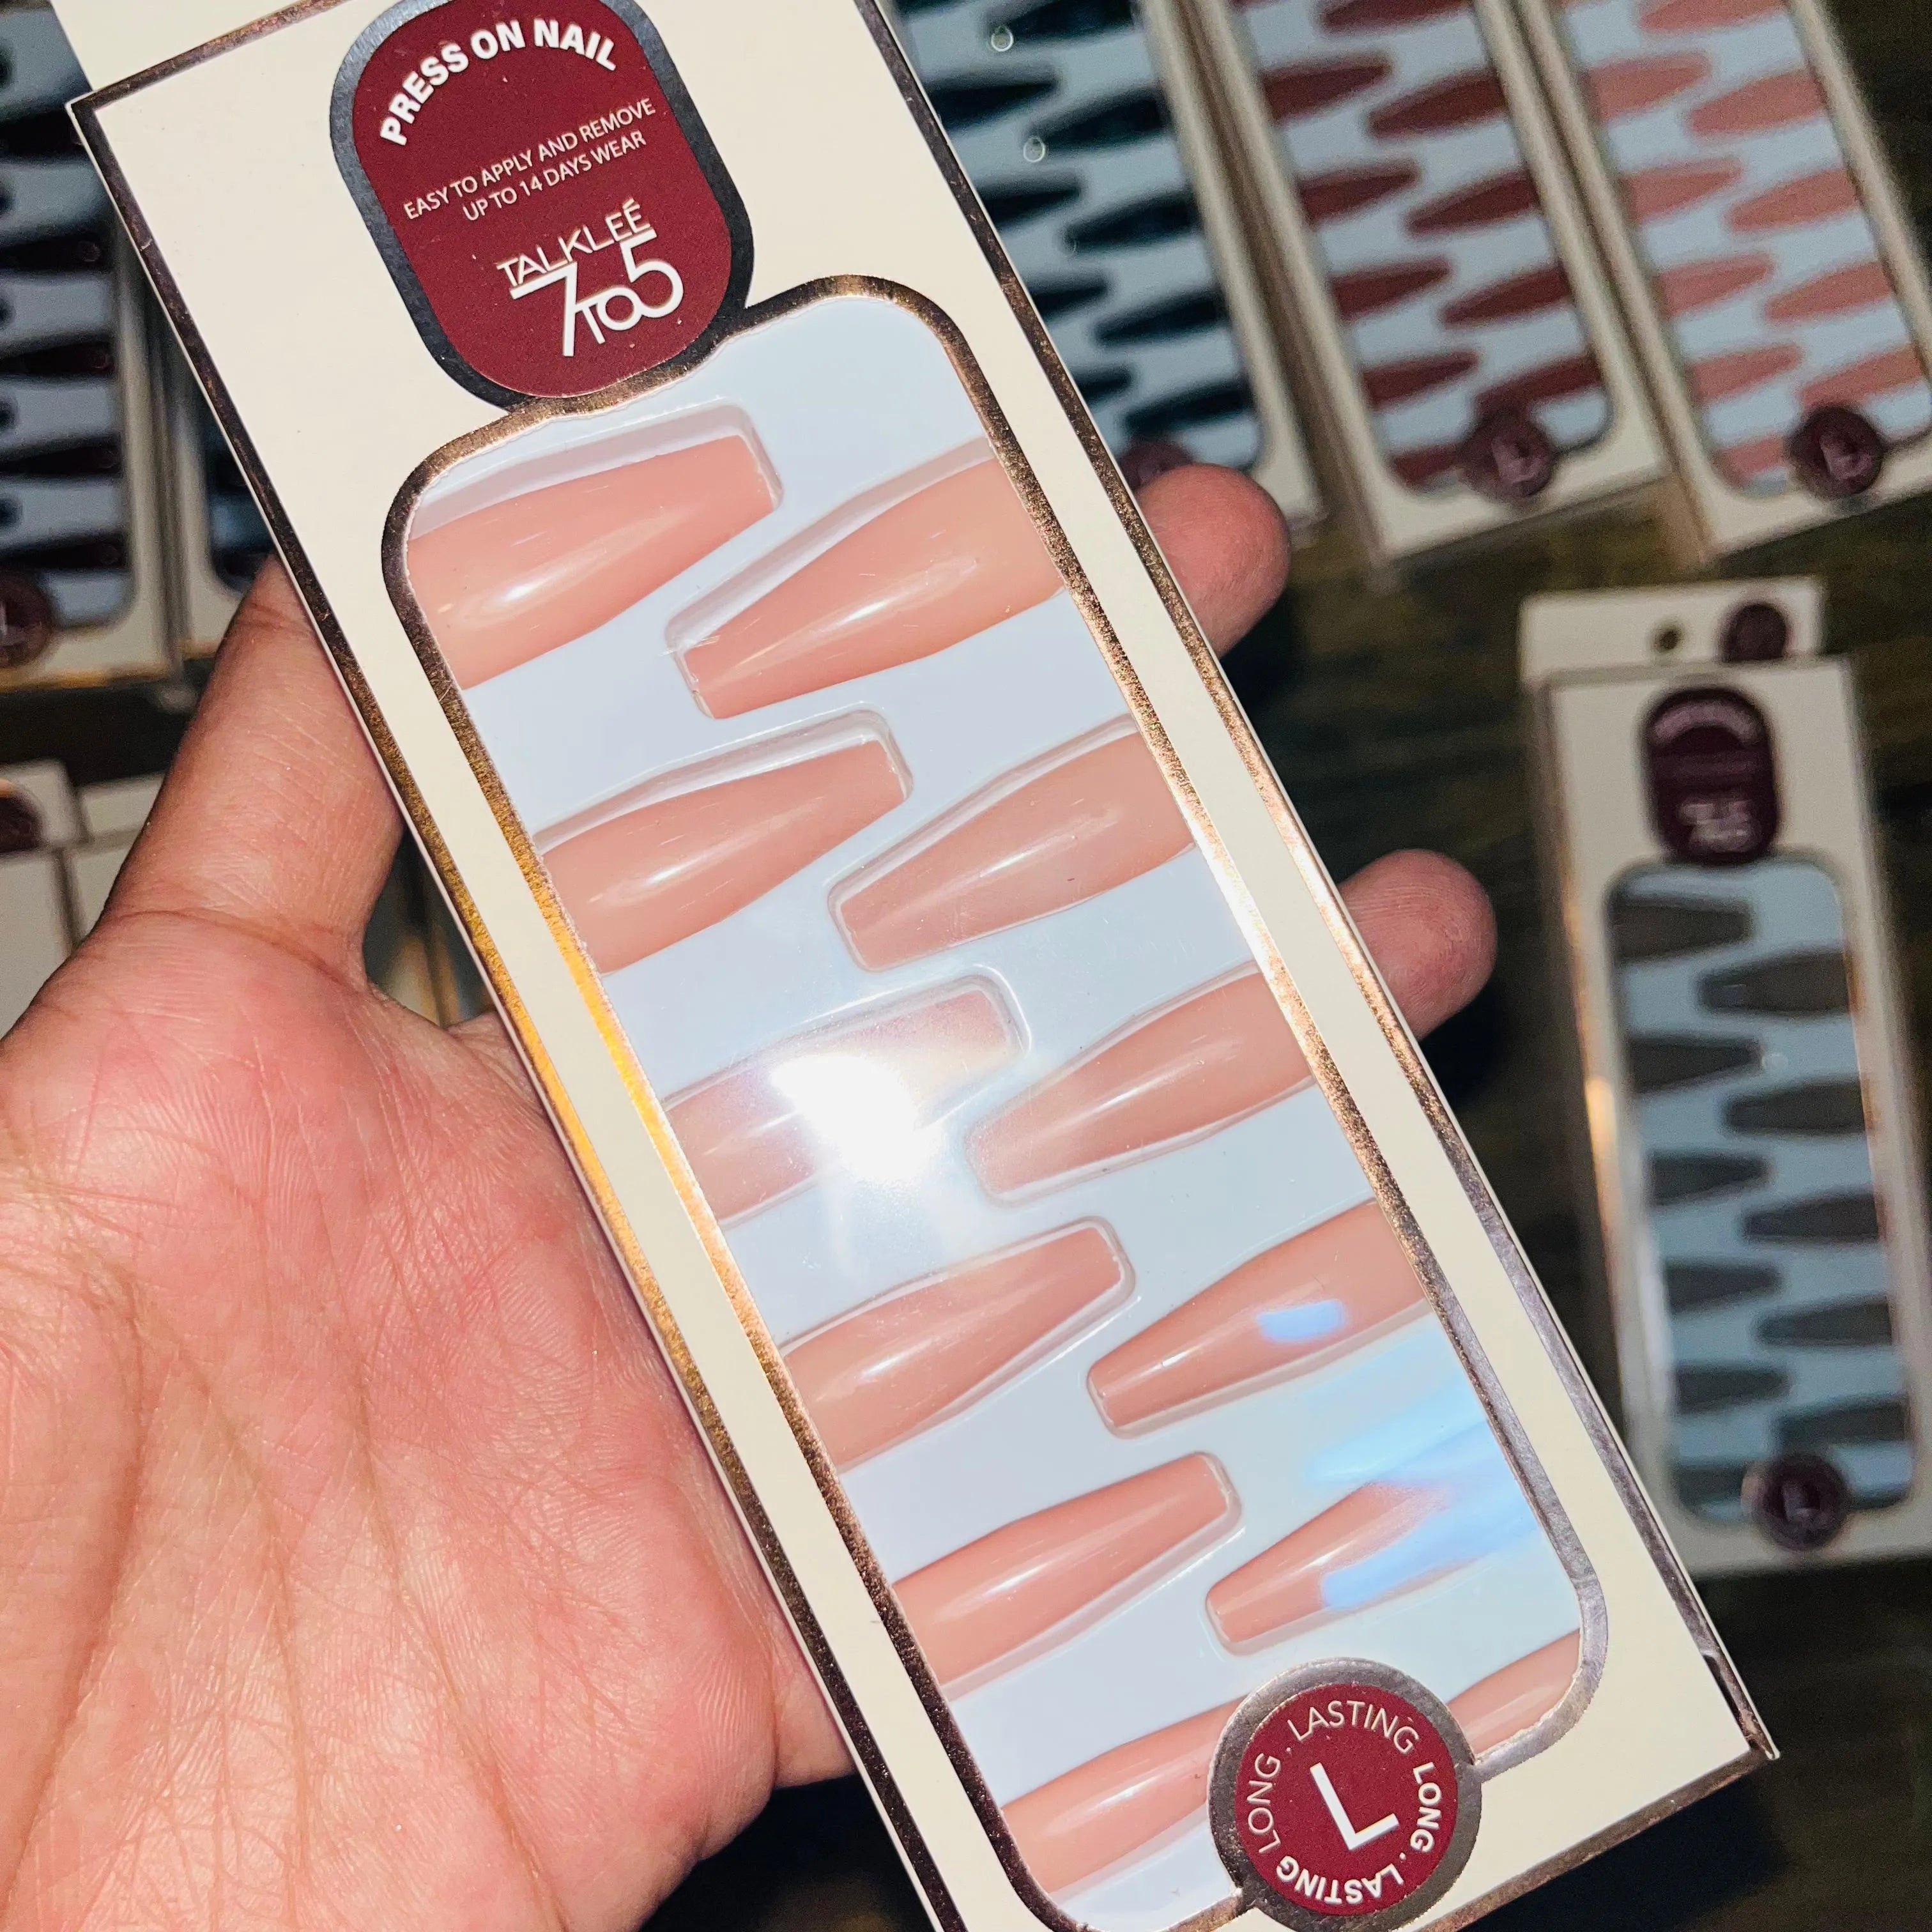 PRESS ON NAIL
EASY TO APPLY AND REMOVE
UP TO 14 DAYS WEAR
TALKLEÉ
7TO5
LONG . LASTING LONG . LASTING
L
7TO5
L
L
L